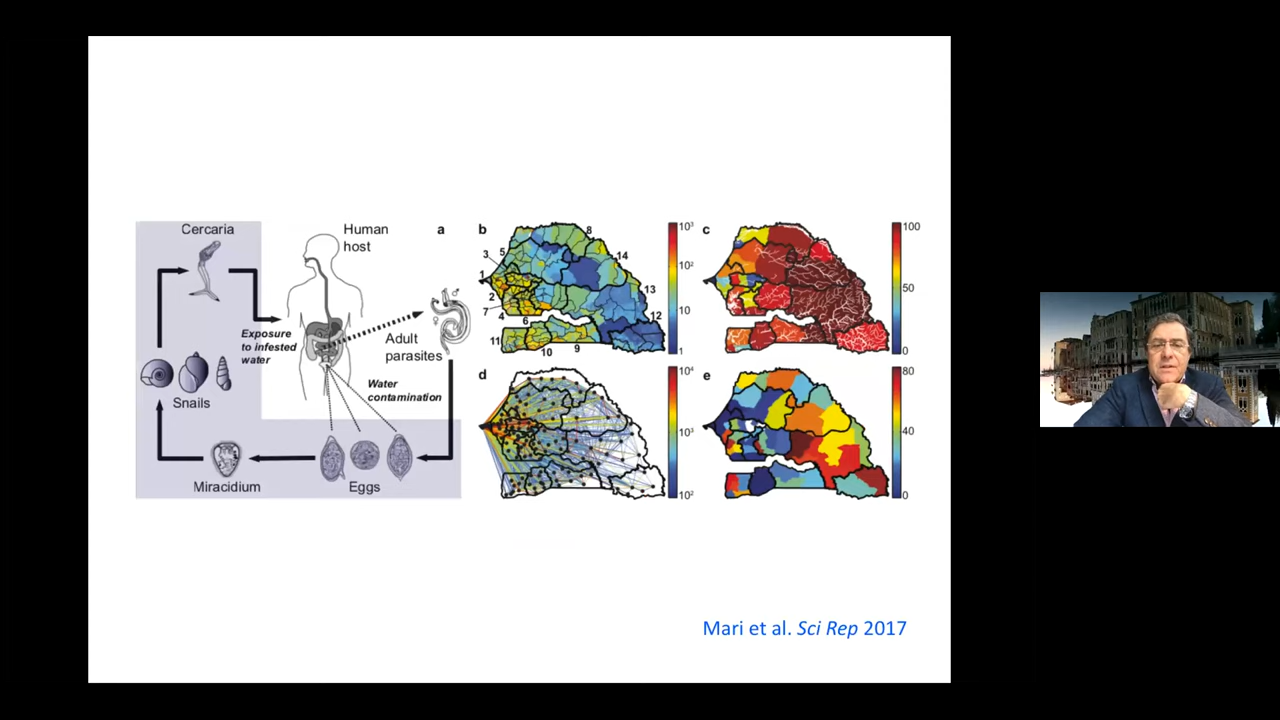 Cercaria
Human
host
a
Exposure
to infested
water
Adult
parasites
Water
contamination
Snails
Miracidium
Eggs
b
8
3
5
14
1
2
7
4
6
13
12
11
10
9
10³
10²
10
1
c
100
50
0
d
10⁴
10³
10²
e
80
40
0
Mari et al. Sci Rep 2017